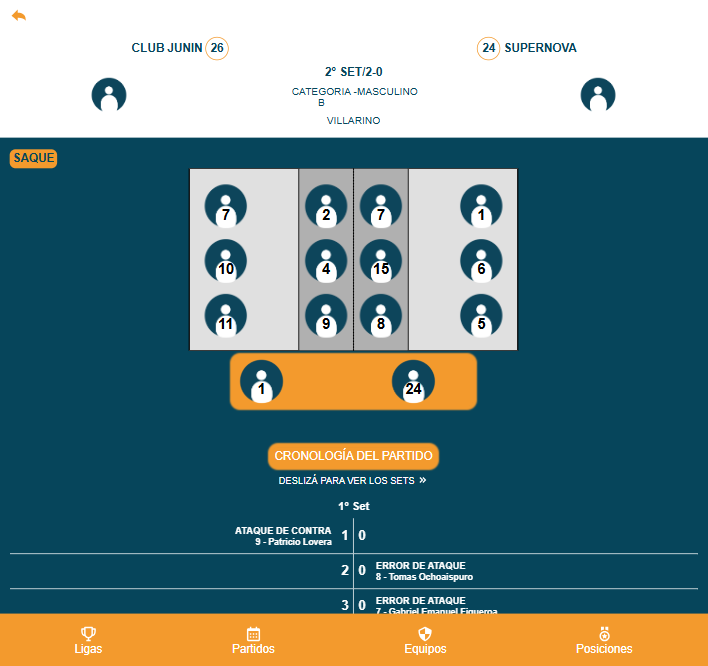 CLUB JUNIN 26
24 SUPERNOVA
2° SET/2-0
CATEGORIA -MASCULINO
B
VILLARINO
SAQUE
7 2 7 1
10 4 15 6
11 9 8 5
1 24
CRONOLOGÍA DEL PARTIDO
DESLIZÁ PARA VER LOS SETS »
1º Set
ATAQUE DE CONTRA
9 - Patricio Lovera
1 0
2 0
ERROR DE ATAQUE
8 - Tomas Ochoaispuro
3 0
ERROR DE ATAQUE
7 - Gabriel Emanuel Figueroa
Ligas Partidos Equipos Posiciones